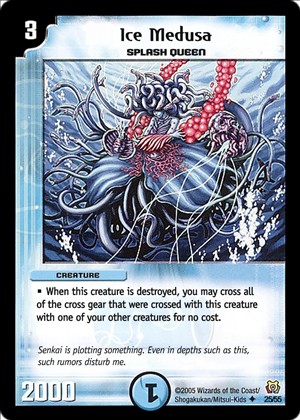 3
Ice Medusa
SPLASH QUEEN
CREATURE
▪ When this creature is destroyed, you may cross all
of the cross gear that were crossed with this creature
with one of your other creatures for no cost.
Senkai is plotting something. Even in depths such as this,
such rumors disturb me.
2000
1
©2005 Wizards of the Coast/
Shogakukan/Mitsui-Kids ◆ 25/55